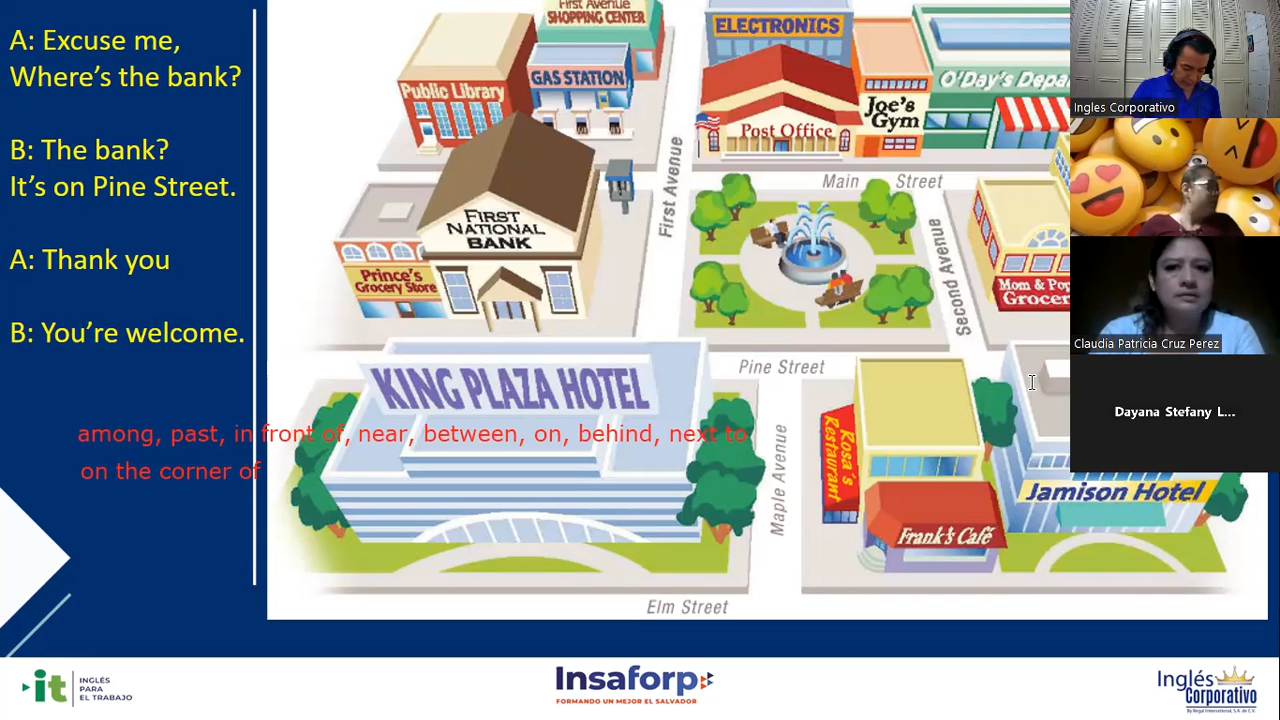 A: Excuse me,
Where's the bank?
B: The bank?
It's on Pine Street.
A: Thank you
B: You're welcome.
among, past, in front of, near, between, on, behind, next to
on the corner of
First Avenue
SHOPPING CENTER
GAS STATION
Public Library
ELECTRONICS
Post Office
Joe's
Gym
O'Day's Depa
First Avenue
Main Street
Second Avenue
FIRST
NATIONAL
BANK
Prince's
Grocery Store
Mom & Pop
Grocer
KING PLAZA HOTEL
Pine Street
Maple Avenue
Rosa's
Restaurant
Frank's Café
Jamison Hotel
Elm Street
Ingles Corporativo
Claudia Patricia Cruz Perez
Dayana Stefany L...
it
INGLÉS
PARA
EL TRABAJO
Insaforp
FORMANDO UN MEJOR EL SALVADOR
Inglés
Corporativo
By Regal International, S.A. de C.V.